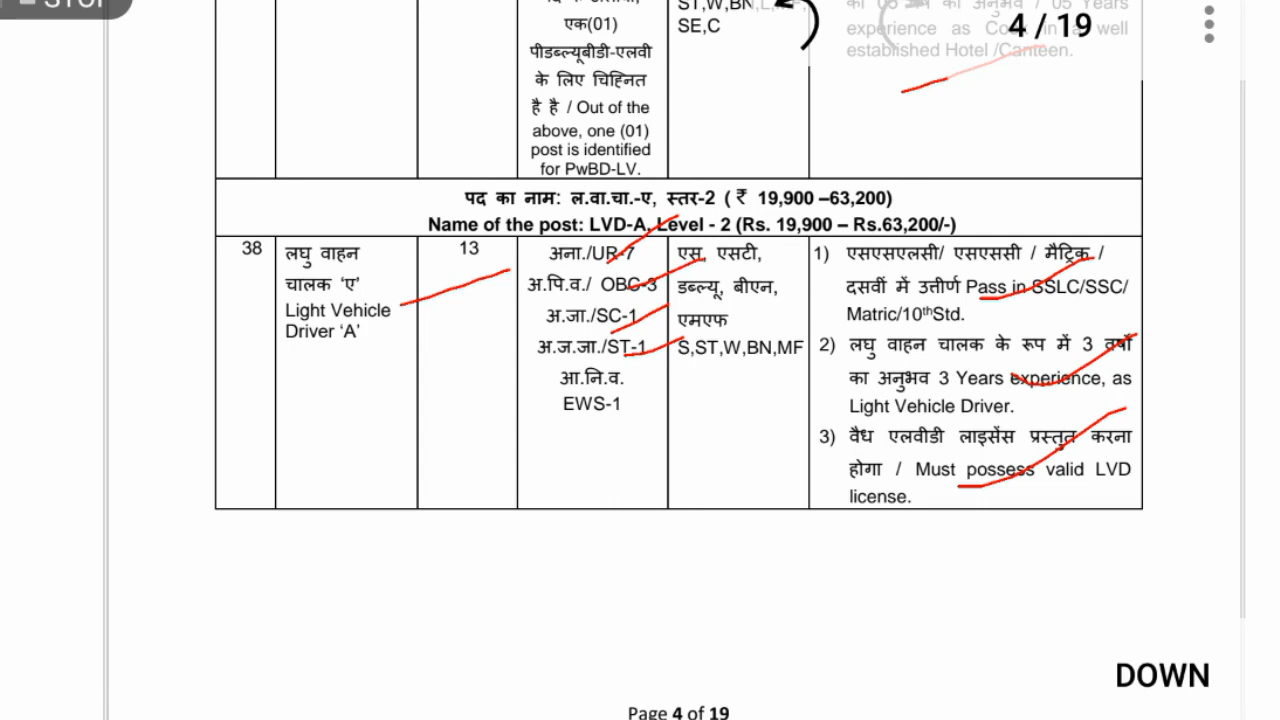 STOP
4 / 19
एक(01)
पीडब्ल्यूबीडी-एलवी
के लिए चिह्नित
है है / Out of the
above, one (01)
post is identified
for PwBD-LV.
ST,W,BN,
SE,C
experience as Cook in a well
established Hotel /Canteen.
पद का नाम: ल.वा.चा.-ए, स्तर-2 ( ₹ 19,900 –63,200)
Name of the post: LVD-A, Level - 2 (Rs. 19,900 – Rs.63,200/-)
38
लघु वाहन
चालक ‘ए’
Light Vehicle
Driver ‘A’
13
अना./UR-7
अ.पि.व./ OBC-3
अ.जा./SC-1
अ.ज.जा./ST-1
आ.नि.व.
EWS-1
एस, एसटी,
डब्ल्यू, बीएन,
एमएफ
S,ST,W,BN,MF
1) एसएसएलसी/ एसएससी / मैट्रिक /
दसवीं में उत्तीर्ण Pass in SSLC/SSC/
Matric/10thStd.
2) लघु वाहन चालक के रूप में 3 वर्षों
का अनुभव 3 Years experience, as
Light Vehicle Driver.
3) वैध एलवीडी लाइसेंस प्रस्तुत करना
होगा / Must possess valid LVD
license.
DOWN
Page 4 of 19